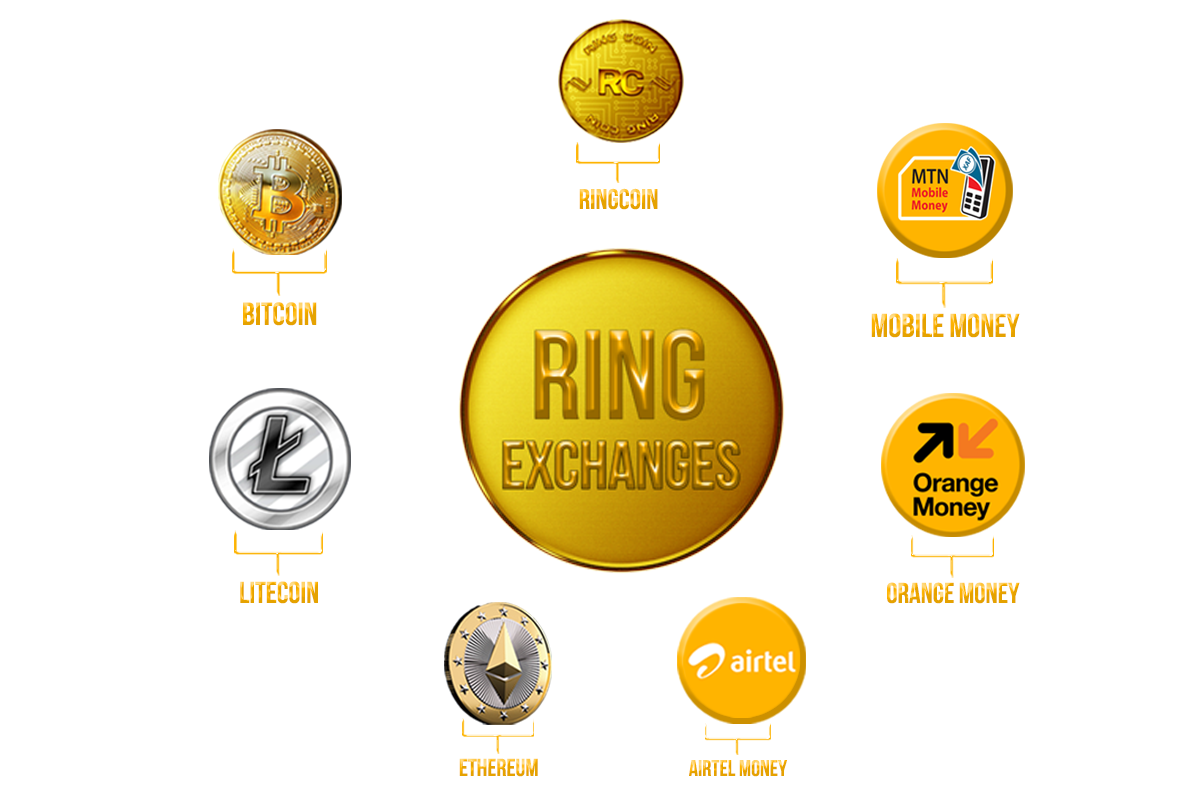 RING COIN
RC
RING COIN
RINGCOIN
BITCOIN
MTN
Mobile
Money
XAF
MOBILE MONEY
RING
EXCHANGES
LITECOIN
Orange
Money
ORANGE MONEY
ETHEREUM
airtel
AIRTEL MONEY